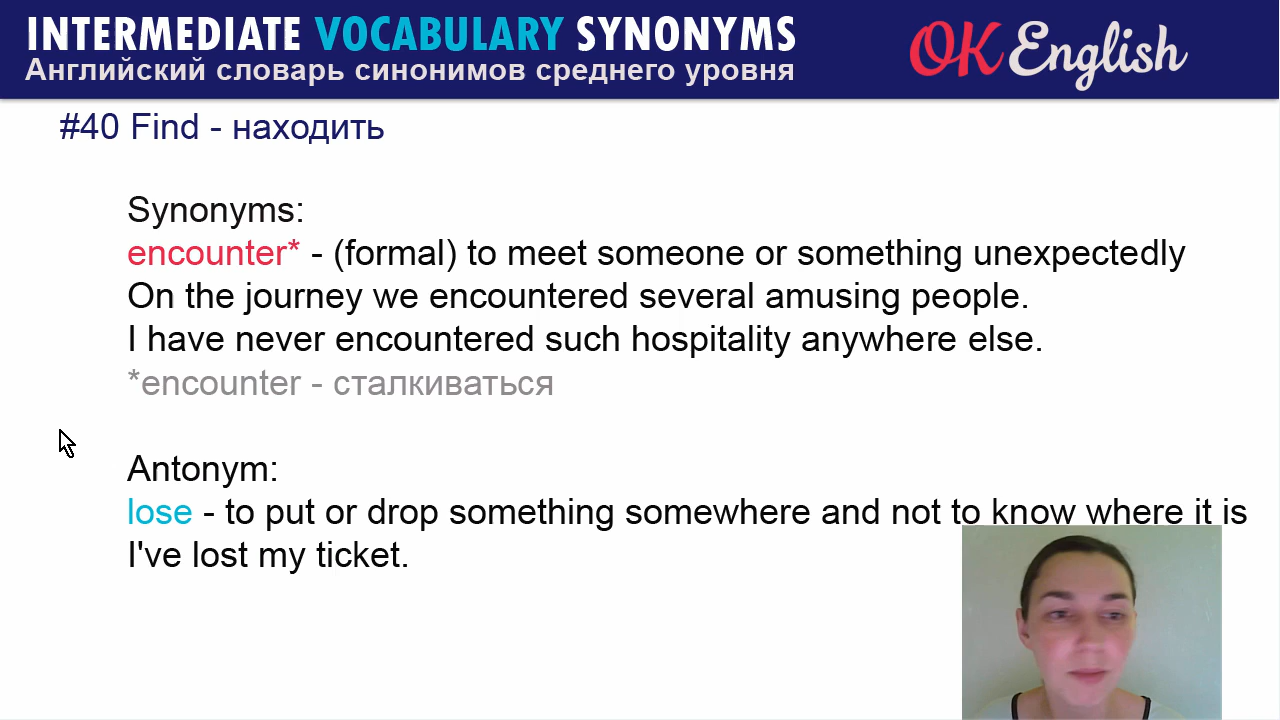 INTERMEDIATE VOCABULARY SYNONYMS
Английский словарь синонимов среднего уровня
OK English
#40 Find - находить
Synonyms:
encounter* - (formal) to meet someone or something unexpectedly
On the journey we encountered several amusing people.
I have never encountered such hospitality anywhere else.
*encounter - сталкиваться
Antonym:
lose - to put or drop something somewhere and not to know where it is
I've lost my ticket.